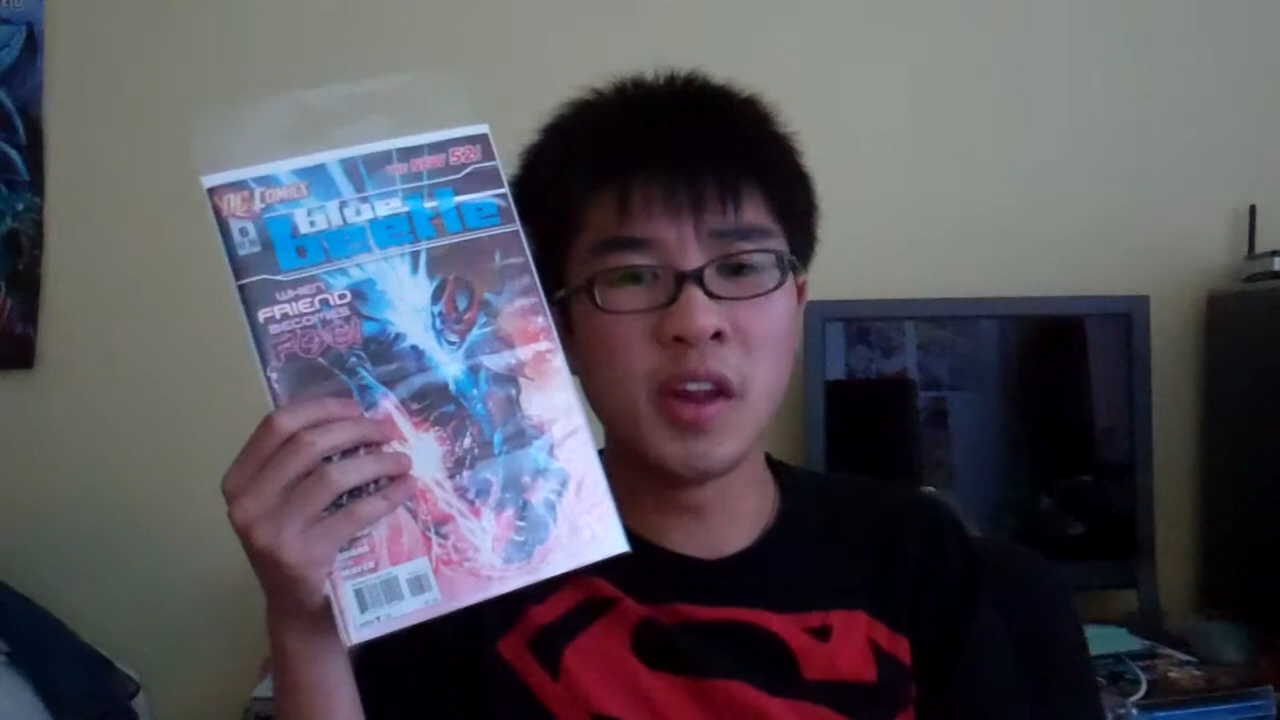 THE NEW 52!
DC COMICS
blue
beetle
WHEN
FRIEND
BECOMES
FOE!